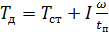 Tд = Tст + I ω/tп